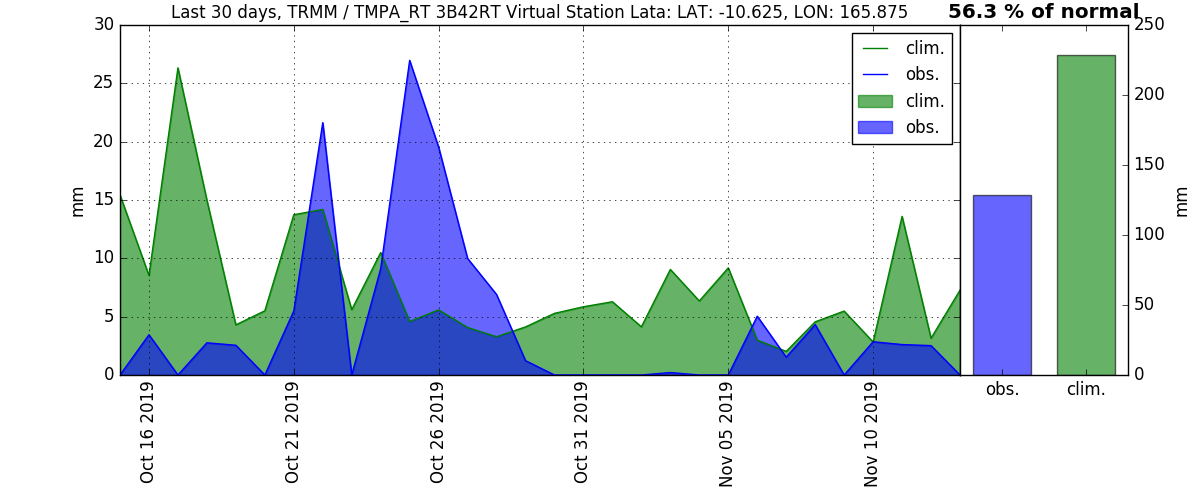 Last 30 days, TRMM / TMPA_RT 3B42RT Virtual Station Lata: LAT: -10.625, LON: 165.875
56.3 % of normal
30
25
20
15
10
5
0
mm
clim.
obs.
clim.
obs.
Oct 16 2019
Oct 21 2019
Oct 26 2019
Oct 31 2019
Nov 05 2019
Nov 10 2019
250
200
150
100
50
0
mm
obs.
clim.